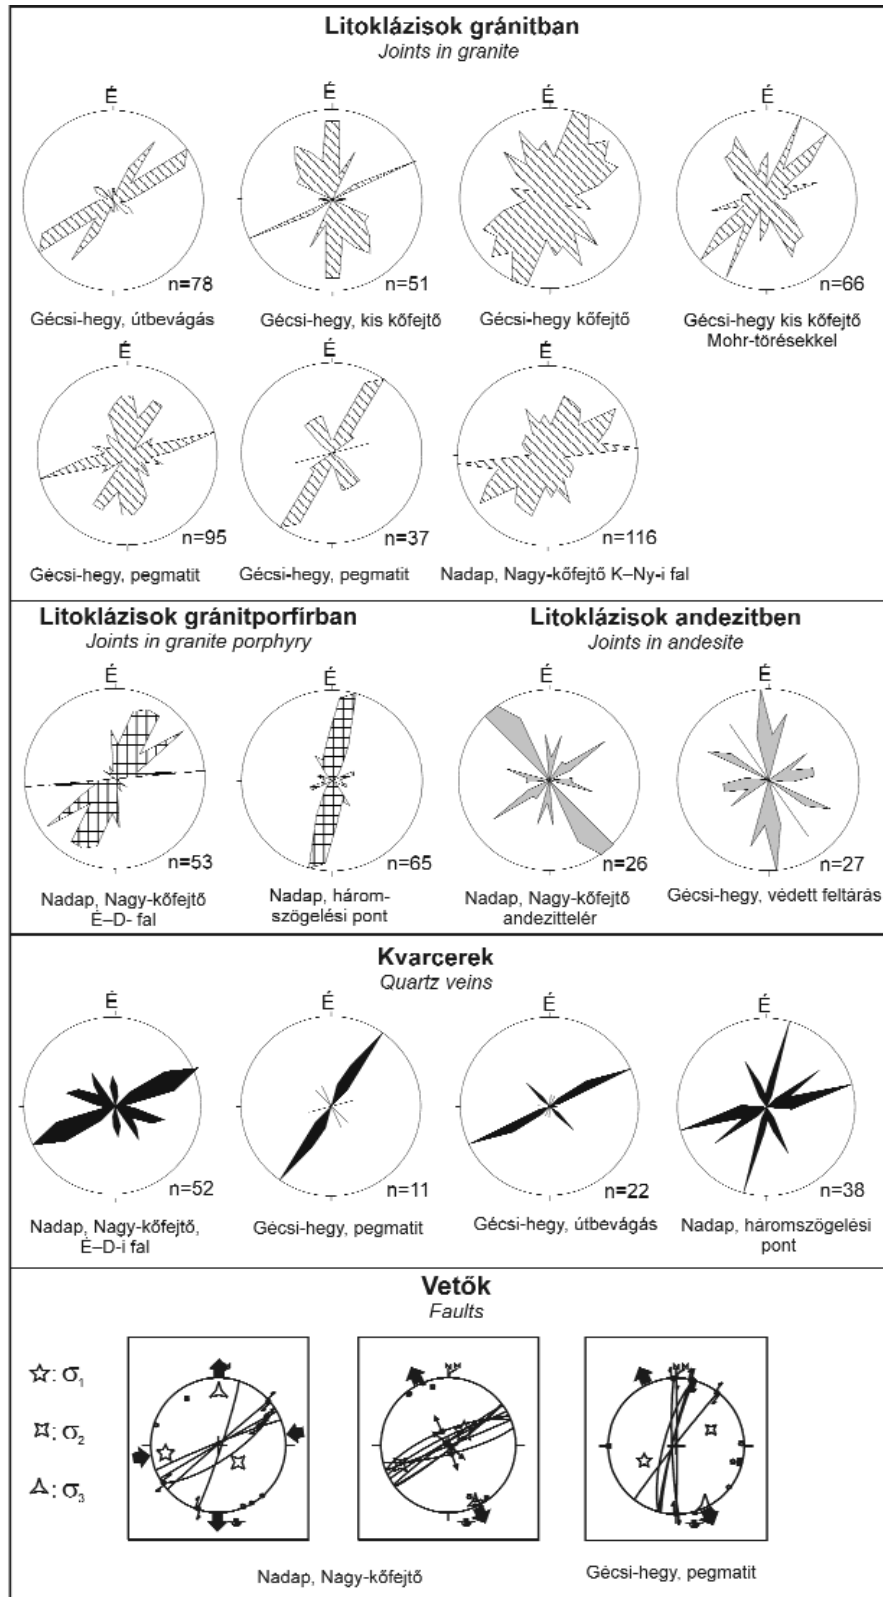 Litoklázisok gránitban
Joints in granite
É
É
É
É
n=78
n=51
n=66
Gécsi-hegy, útbevágás
Gécsi-hegy, kis kőfejtő
Gécsi-hegy kőfejtő
Gécsi-hegy kis kőfejtő
Mohr-törésekkel
É
É
É
n=95
n=37
n=116
Gécsi-hegy, pegmatit
Gécsi-hegy, pegmatit
Nadap, Nagy-kőfejtő K–Ny-i fal
Litoklázisok gránitporfírban
Joints in granite porphyry
Litoklázisok andezitben
Joints in andesite
É
É
É
É
n=53
n=65
n=26
n=27
Nadap, Nagy-kőfejtő
É–D- fal
Nadap, három-
szögelési pont
Nadap, Nagy-kőfejtő
andezittelér
Gécsi-hegy, védett feltárás
Kvarcerek
Quartz veins
É
É
É
É
n=52
n=11
n=22
n=38
Nadap, Nagy-kőfejtő,
É–D-i fal
Gécsi-hegy, pegmatit
Gécsi-hegy, útbevágás
Nadap, háromszögelési
pont
Vetők
Faults
: σ1
: σ2
: σ3
Nadap, Nagy-kőfejtő
Gécsi-hegy, pegmatit